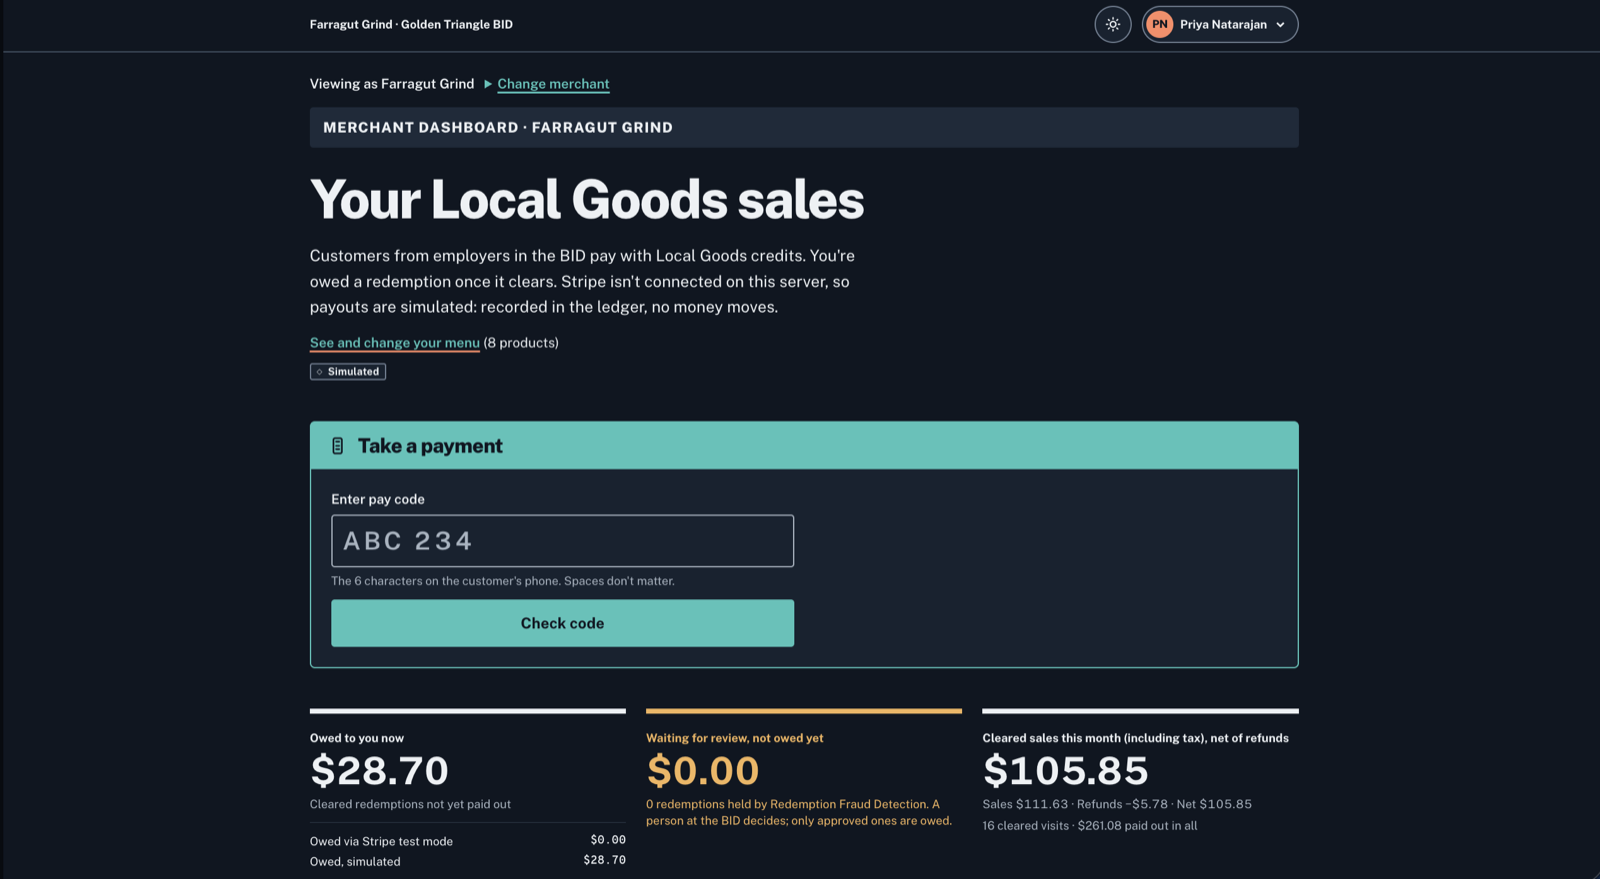 Farragut Grind · Golden Triangle BID
PN Priya Natarajan
Viewing as Farragut Grind ▶ Change merchant
MERCHANT DASHBOARD · FARRAGUT GRIND
Your Local Goods sales
Customers from employers in the BID pay with Local Goods credits. You're
owed a redemption once it clears. Stripe isn't connected on this server, so
payouts are simulated: recorded in the ledger, no money moves.
See and change your menu (8 products)
◇ Simulated
Take a payment
Enter pay code
ABC 234
The 6 characters on the customer's phone. Spaces don't matter.
Check code
Owed to you now
$28.70
Cleared redemptions not yet paid out
Owed via Stripe test mode $0.00
Owed, simulated $28.70
Waiting for review, not owed yet
$0.00
0 redemptions held by Redemption Fraud Detection. A
person at the BID decides; only approved ones are owed.
Cleared sales this month (including tax), net of refunds
$105.85
Sales $111.63 · Refunds −$5.78 · Net $105.85
16 cleared visits · $261.08 paid out in all